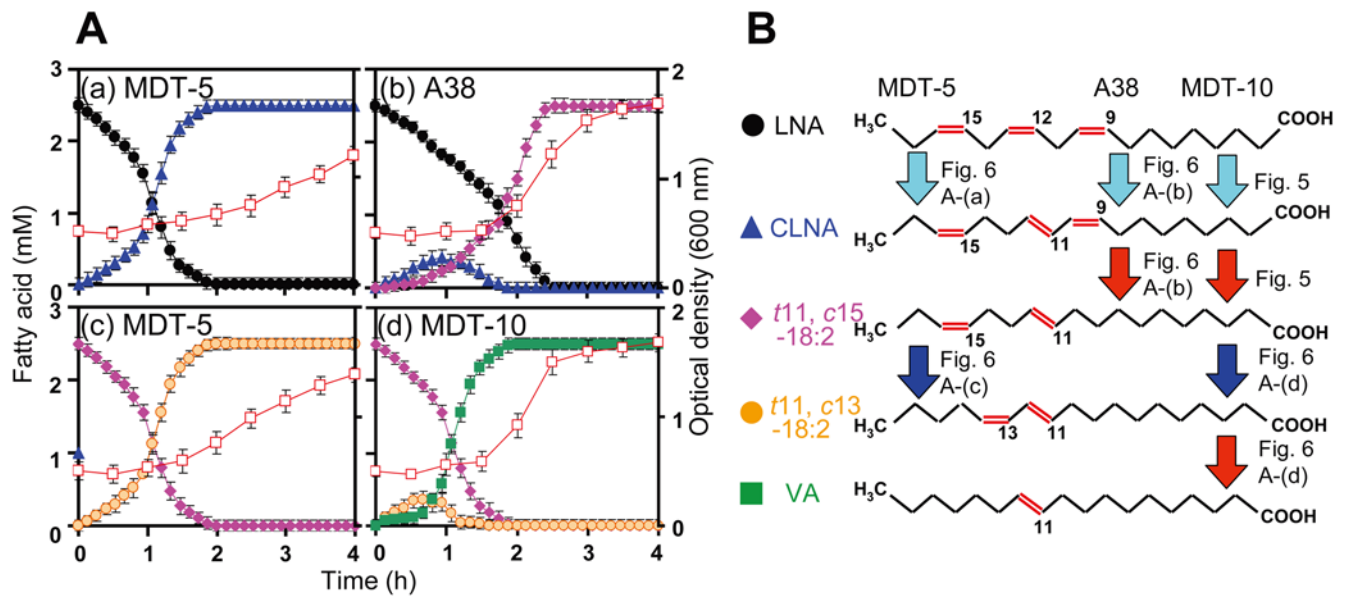 A
B
(a) MDT-5
(b) A38
(c) MDT-5
(d) MDT-10
3
2
1
0
3
2
1
0
2
1
0
2
1
0
0 1 2 3 4
0 1 2 3 4
Fatty acid (mM)
Optical density (600 nm)
Time (h)
LNA
CLNA
t11, c15
-18:2
t11, c13
-18:2
VA
MDT-5 A38 MDT-10
H3C 15 12 9 COOH
Fig. 6
A-(a)
Fig. 6
A-(b)
Fig. 5
H3C 15 11 9 COOH
Fig. 6
A-(b)
Fig. 5
H3C 15 11 COOH
Fig. 6
A-(c)
Fig. 6
A-(d)
H3C 13 11 COOH
Fig. 6
A-(d)
H3C 11 COOH